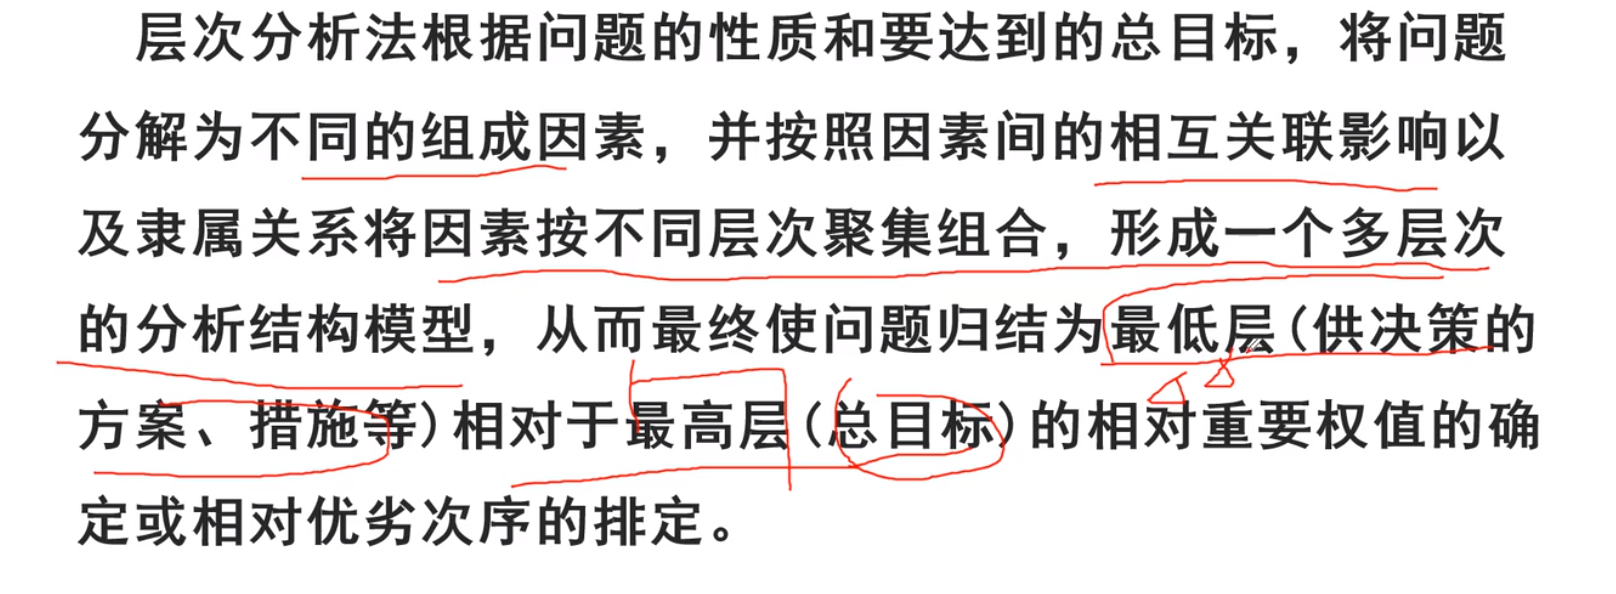 层次分析法根据问题的性质和要达到的总目标，将问题
分解为不同的组成因素，并按照因素间的相互关联影响以
及隶属关系将因素按不同层次聚集组合，形成一个多层次
的分析结构模型，从而最终使问题归结为最低层(供决策的
方案、措施等)相对于最高层(总目标)的相对重要权值的确
定或相对优劣次序的排定。